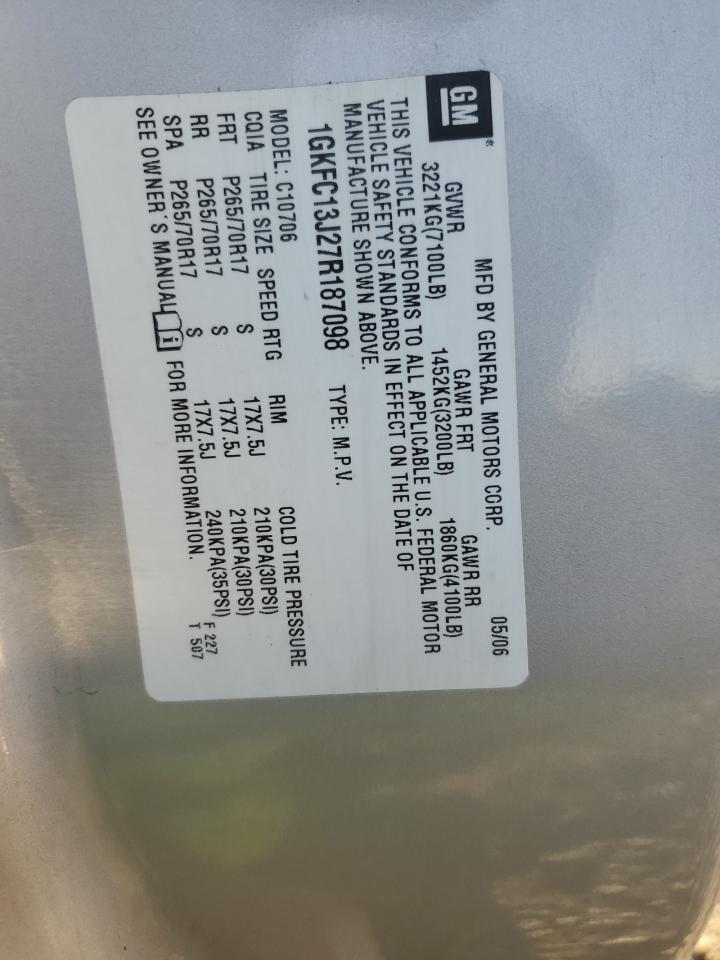 GM
MFD BY GENERAL MOTORS CORP. 05/06
GVWR GAWR FRT GAWR RR
3221KG(7100LB) 1452KG(3200LB) 1860KG(4100LB)
THIS VEHICLE CONFORMS TO ALL APPLICABLE U.S. FEDERAL MOTOR
VEHICLE SAFETY STANDARDS IN EFFECT ON THE DATE OF
MANUFACTURE SHOWN ABOVE.
1GKFC13J27R187098 TYPE: M.P.V.
MODEL: C10706
CQIA TIRE SIZE SPEED RTG RIM COLD TIRE PRESSURE
FRT P265/70R17 S 17X7.5J 210KPA(30PSI)
RR P265/70R17 S 17X7.5J 210KPA(30PSI)
SPA P265/70R17 S 17X7.5J 240KPA(35PSI)
SEE OWNER'S MANUAL FOR MORE INFORMATION.
F 227
T 507